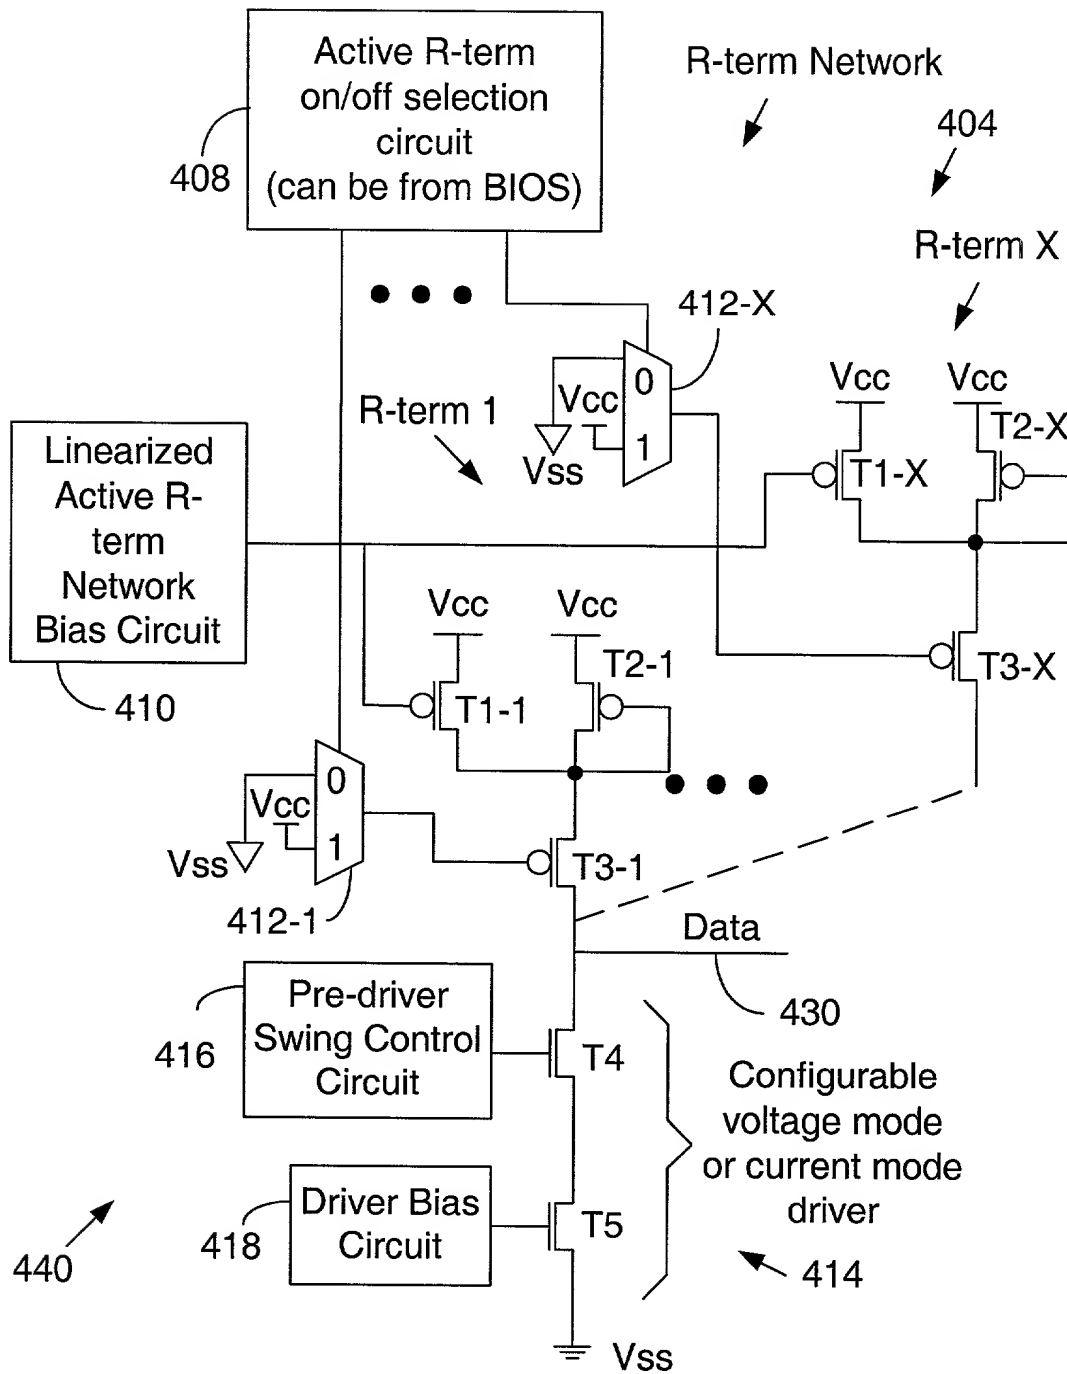 Active R-term
on/off selection
circuit
(can be from BIOS)
408
R-term Network
404
R-term X
412-X
0
Vcc
1
Vss
R-term 1
Vcc
Vcc
T2-X
T1-X
T3-X
Linearized
Active R-
term
Network
Bias Circuit
410
Vcc
Vcc
T2-1
T1-1
0
Vcc
1
Vss
412-1
T3-1
Data
430
Pre-driver
Swing Control
Circuit
416
T4
Configurable
voltage mode
or current mode
driver
414
Driver Bias
Circuit
418
T5
440
Vss